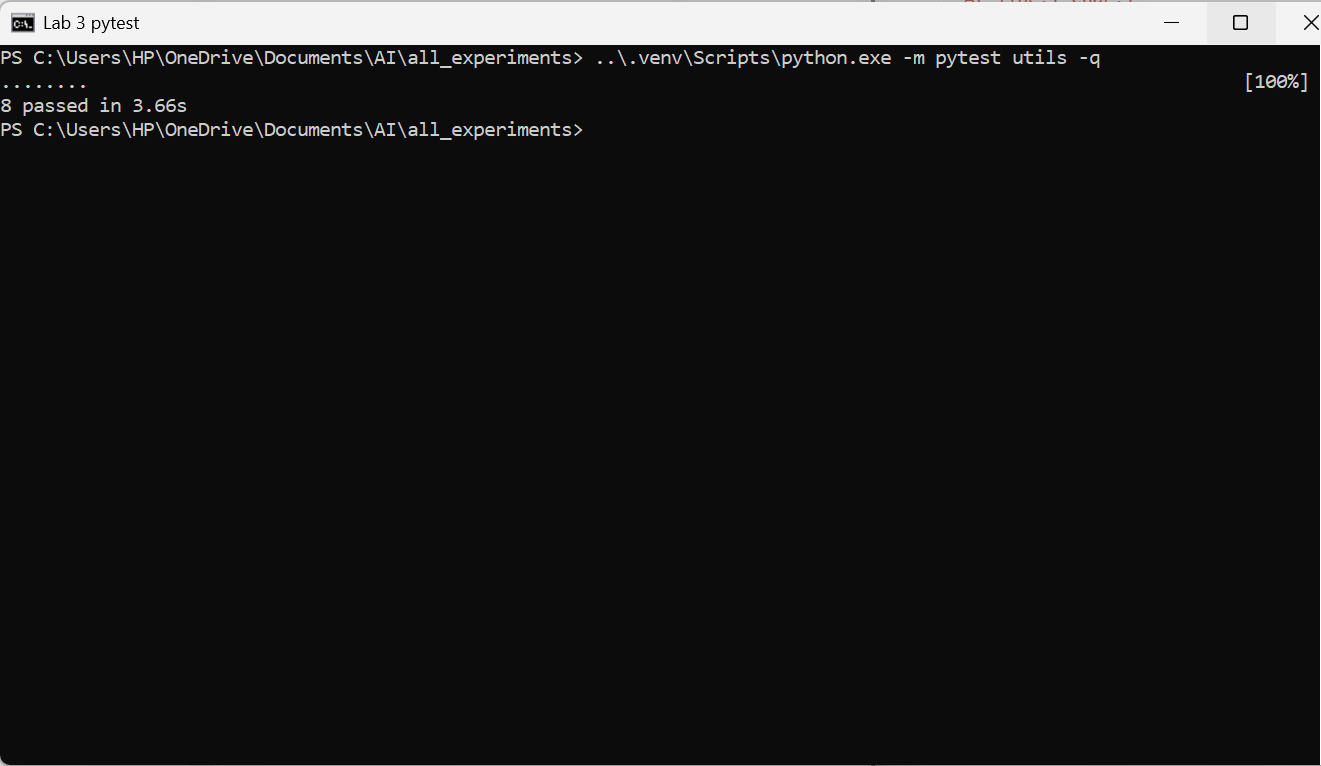 Lab 3 pytest
PS C:\Users\HP\OneDrive\Documents\AI\all_experiments> ..\.venv\Scripts\python.exe -m pytest utils -q
........ [100%]
8 passed in 3.66s
PS C:\Users\HP\OneDrive\Documents\AI\all_experiments>